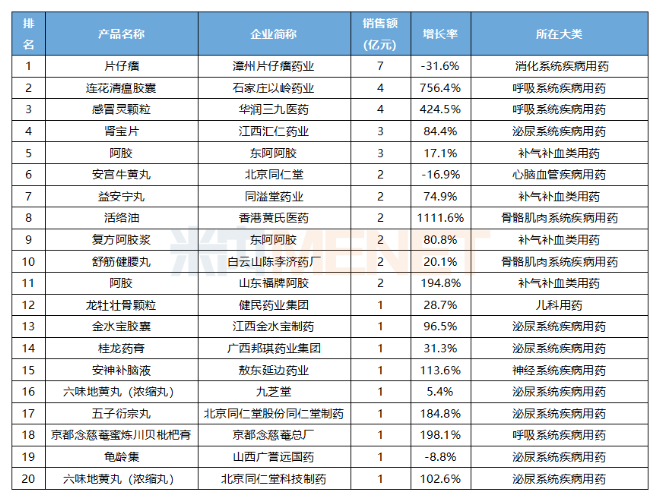 排名 产品名称 企业简称 销售额(亿元) 增长率 所在大类
1 片仔癀 漳州片仔癀药业 7 -31.6% 消化系统疾病用药
2 连花清瘟胶囊 石家庄以岭药业 4 756.4% 呼吸系统疾病用药
3 感冒灵颗粒 华润三九医药 4 424.5% 呼吸系统疾病用药
4 肾宝片 江西汇仁药业 3 84.4% 泌尿系统疾病用药
5 阿胶 东阿阿胶 3 17.1% 补气补血类用药
6 安宫牛黄丸 北京同仁堂 2 -16.9% 心脑血管疾病用药
7 益安宁丸 同溢堂药业 2 74.9% 补气补血类用药
8 活络油 香港黄氏医药 2 1111.6% 骨骼肌肉系统疾病用药
9 复方阿胶浆 东阿阿胶 2 80.8% 补气补血类用药
10 舒筋健腰丸 白云山陈李济药厂 2 20.1% 骨骼肌肉系统疾病用药
11 阿胶 山东福牌阿胶 2 194.8% 补气补血类用药
12 龙牡壮骨颗粒 健民药业集团 1 28.7% 儿科用药
13 金水宝胶囊 江西金水宝制药 1 96.5% 泌尿系统疾病用药
14 桂龙药膏 广西邦琪药业集团 1 31.3% 泌尿系统疾病用药
15 安神补脑液 敖东延边药业 1 113.6% 神经系统疾病用药
16 六味地黄丸（浓缩丸） 九芝堂 1 5.4% 泌尿系统疾病用药
17 五子衍宗丸 北京同仁堂股份同仁堂制药 1 184.8% 泌尿系统疾病用药
18 京都念慈菴蜜炼川贝枇杷膏 京都念慈菴总厂 1 198.1% 呼吸系统疾病用药
19 龟龄集 山西广誉远国药 1 -8.8% 泌尿系统疾病用药
20 六味地黄丸（浓缩丸） 北京同仁堂科技制药 1 102.6% 泌尿系统疾病用药
米内MENET